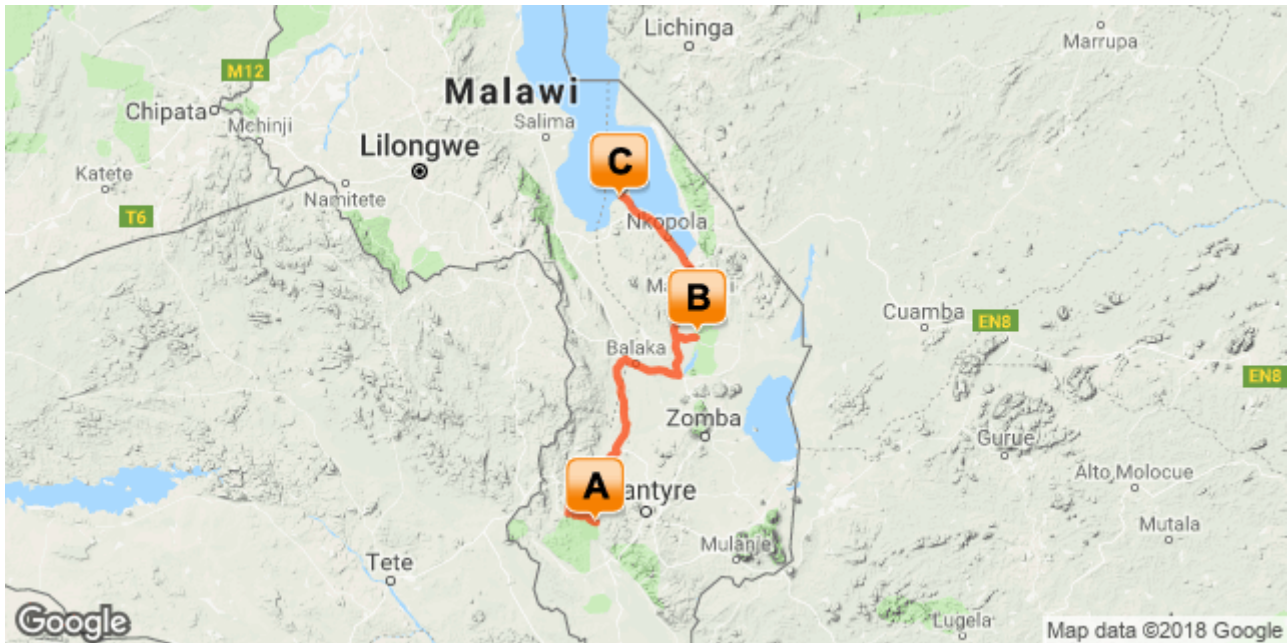 Lichinga
Marrupa
M12
Malawi
Chipata
Mchinji
Salima
Lilongwe
C
Katete
Namitete
T6
Nkopola
B
Cuamba
EN8
Balaka
EN8
Zomba
Gurue
A
antyre
Alto Molocue
Mutala
Mulanje
Tete
Google
Lugela
Map data ©2018 Google